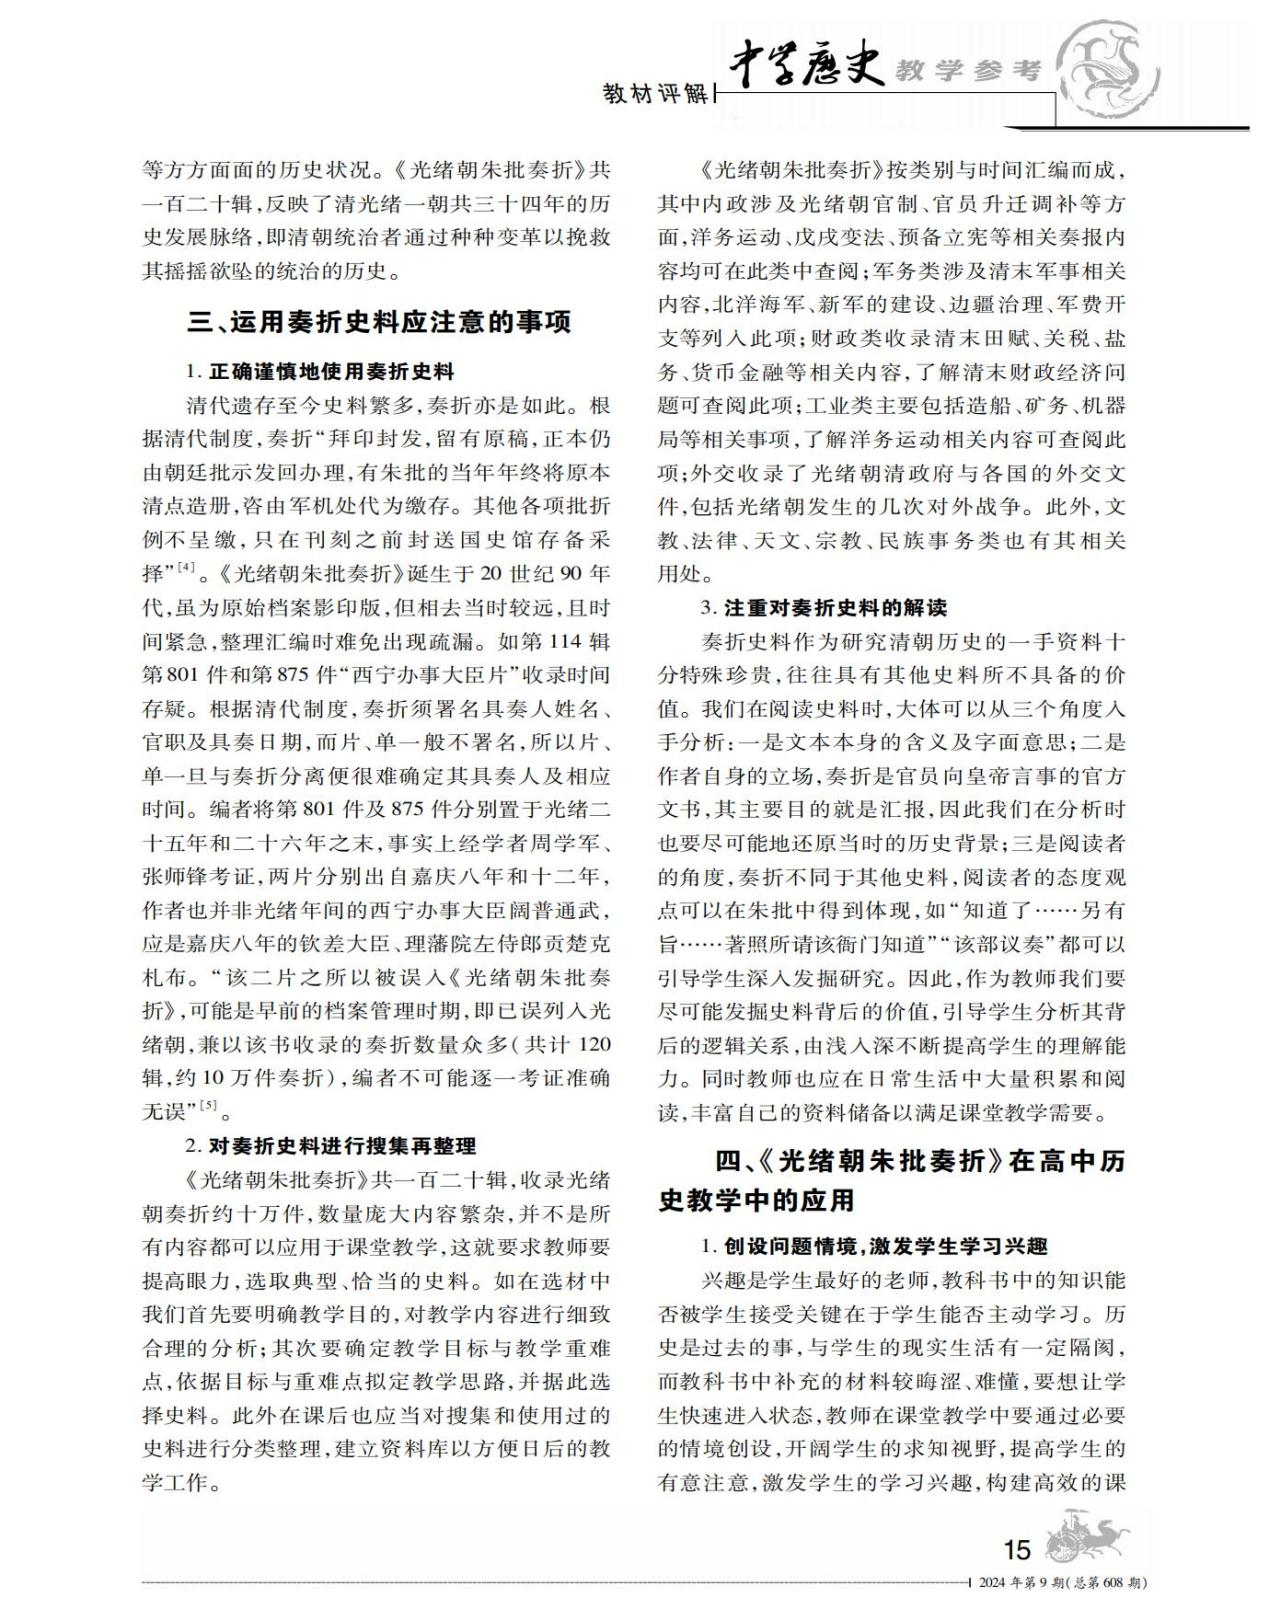 中学历史 教学参考
教材评解
等方方面面的历史状况。《光绪朝朱批奏折》共
一百二十辑,反映了清光绪一朝共三十四年的历
史发展脉络,即清朝统治者通过种种变革以挽救
其摇摇欲坠的统治的历史。
三、运用奏折史料应注意的事项
1. 正确谨慎地使用奏折史料
清代遗存至今史料繁多,奏折亦是如此。根
据清代制度,奏折“拜印封发,留有原稿,正本仍
由朝廷批示发回办理,有朱批的当年年终将原本
清点造册,咨由军机处代为缴存。其他各项批折
例不呈缴,只在刊刻之前封送国史馆存备采
择”[4]。《光绪朝朱批奏折》诞生于 20 世纪 90 年
代,虽为原始档案影印版,但相去当时较远,且时
间紧急,整理汇编时难免出现疏漏。如第 114 辑
第 801 件和第 875 件“西宁办事大臣片”收录时间
存疑。根据清代制度,奏折须署名具奏人姓名、
官职及具奏日期,而片、单一般不署名,所以片、
单一旦与奏折分离便很难确定其具奏人及相应
时间。编者将第 801 件及 875 件分别置于光绪二
十五年和二十六年之末,事实上经学者周学军、
张师锋考证,两片分别出自嘉庆八年和十二年,
作者也并非光绪年间的西宁办事大臣阔普通武,
应是嘉庆八年的钦差大臣、理藩院左侍郎贡楚克
札布。“该二片之所以被误入《光绪朝朱批奏
折》,可能是早前的档案管理时期,即已误列入光
绪朝,兼以该书收录的奏折数量众多(共计 120
辑,约 10 万件奏折),编者不可能逐一考证准确
无误”[5]。
2. 对奏折史料进行搜集再整理
《光绪朝朱批奏折》共一百二十辑,收录光绪
朝奏折约十万件,数量庞大内容繁杂,并不是所
有内容都可以应用于课堂教学,这就要求教师要
提高眼力,选取典型、恰当的史料。如在选材中
我们首先要明确教学目的,对教学内容进行细致
合理的分析;其次要确定教学目标与教学重难
点,依据目标与重难点拟定教学思路,并据此选
择史料。此外在课后也应当对搜集和使用过的
史料进行分类整理,建立资料库以方便日后的教
学工作。
《光绪朝朱批奏折》按类别与时间汇编而成,
其中内政涉及光绪朝官制、官员升迁调补等方
面,洋务运动、戊戌变法、预备立宪等相关奏报内
容均可在此类中查阅;军务类涉及清末军事相关
内容,北洋海军、新军的建设、边疆治理、军费开
支等列入此项;财政类收录清末田赋、关税、盐
务、货币金融等相关内容,了解清末财政经济问
题可查阅此项;工业类主要包括造船、矿务、机器
局等相关事项,了解洋务运动相关内容可查阅此
项;外交收录了光绪朝清政府与各国的外交文
件,包括光绪朝发生的几次对外战争。此外,文
教、法律、天文、宗教、民族事务类也有其相关
用处。
3. 注重对奏折史料的解读
奏折史料作为研究清朝历史的一手资料十
分特殊珍贵,往往具有其他史料所不具备的价
值。我们在阅读史料时,大体可以从三个角度入
手分析:一是文本本身的含义及字面意思;二是
作者自身的立场,奏折是官员向皇帝言事的官方
文书,其主要目的就是汇报,因此我们在分析时
也要尽可能地还原当时的历史背景;三是阅读者
的角度,奏折不同于其他史料,阅读者的态度观
点可以在朱批中得到体现,如“知道了……另有
旨……著照所请该衙门知道”“该部议奏”都可以
引导学生深入发掘研究。因此,作为教师我们要
尽可能发掘史料背后的价值,引导学生分析其背
后的逻辑关系,由浅入深不断提高学生的理解能
力。同时教师也应在日常生活中大量积累和阅
读,丰富自己的资料储备以满足课堂教学需要。
四、《光绪朝朱批奏折》在高中历
史教学中的应用
1. 创设问题情境,激发学生学习兴趣
兴趣是学生最好的老师,教科书中的知识能
否被学生接受关键在于学生能否主动学习。历
史是过去的事,与学生的现实生活有一定隔阂,
而教科书中补充的材料较晦涩、难懂,要想让学
生快速进入状态,教师在课堂教学中要通过必要
的情境创设,开阔学生的求知视野,提高学生的
有意注意,激发学生的学习兴趣,构建高效的课
15
2024 年第 9 期(总第 608 期)